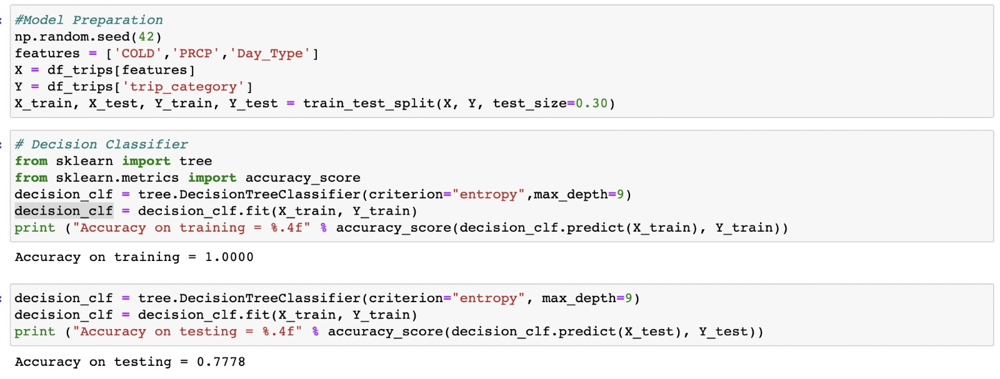 #Model Preparation
np.random.seed(42)
features = ['COLD','PRCP','Day_Type']
X = df_trips[features]
Y = df_trips['trip_category']
X_train, X_test, Y_train, Y_test = train_test_split(X, Y, test_size=0.30)
# Decision Classifier
from sklearn import tree
from sklearn.metrics import accuracy_score
decision_clf = tree.DecisionTreeClassifier(criterion="entropy",max_depth=9)
decision_clf = decision_clf.fit(X_train, Y_train)
print ("Accuracy on training = %.4f" % accuracy_score(decision_clf.predict(X_train), Y_train))
Accuracy on training = 1.0000
decision_clf = tree.DecisionTreeClassifier(criterion="entropy", max_depth=9)
decision_clf = decision_clf.fit(X_train, Y_train)
print ("Accuracy on testing = %.4f" % accuracy_score(decision_clf.predict(X_test), Y_test))
Accuracy on testing = 0.7778